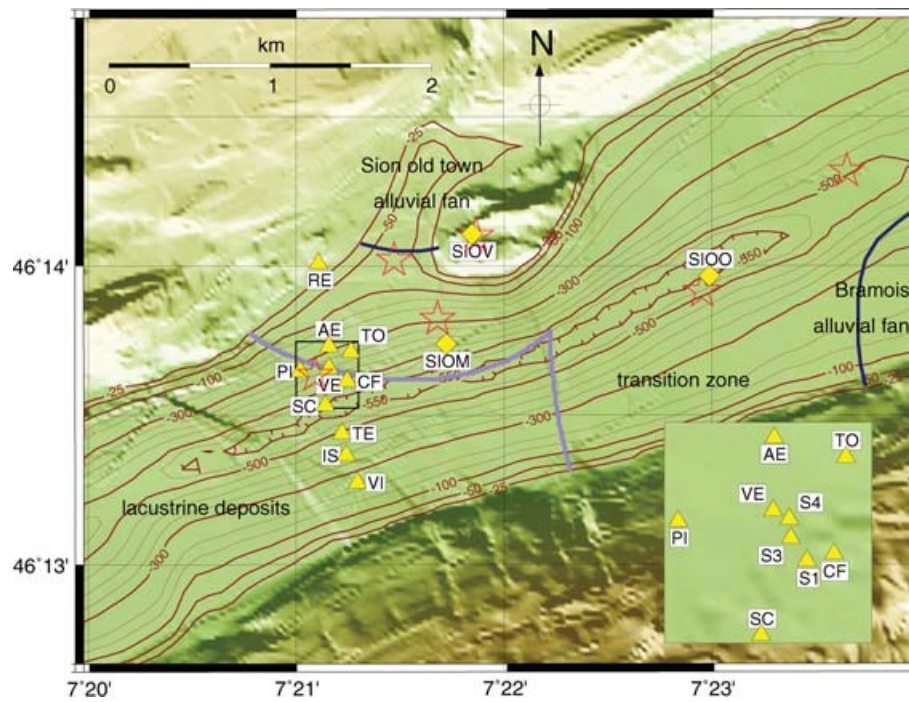 km
0 1 2
N
-25
Sion old town
alluvial fan
-50
-100
-500
SIOV
46°14'
RE
SIOO
-550
-300
Bramois
alluvial fan
AE
TO
SIOM
-500
-25
-100
PI
VE
CF
-550
transition zone
SC
-300
TE
-300
IS
-500
VI
-100
-50
-25
-50
-25
lacustrine deposits
-300
46°13'
AE
TO
VE
S4
PI
S3
S1
CF
SC
7°20'
7°21'
7°22'
7°23'